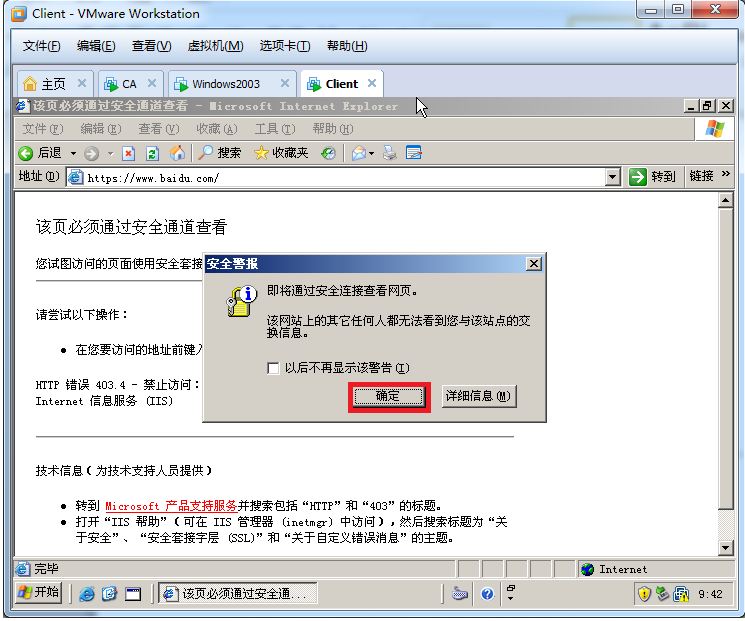 Client - VMware Workstation
文件(F) 编辑(E) 查看(V) 虚拟机(M) 选项卡(T) 帮助(H)
主页 CA Windows2003 Client
该页必须通过安全通道查看 - Microsoft Internet Explorer
文件(F) 编辑(E) 查看(V) 收藏(A) 工具(T) 帮助(H)
后退 搜索 收藏夹
地址(D) https://www.baidu.com/ 转到 链接 »
该页必须通过安全通道查看
您试图访问的页面使用安全套接
安全警报
即将通过安全连接查看网页。
该网站上的其它任何人都无法看到您与该站点的交
换信息。
以后不再显示该警告(I)
确定 详细信息(M)
请尝试以下操作：
• 在您要访问的地址前键入
HTTP 错误 403.4 - 禁止访问：
Internet 信息服务 (IIS)
技术信息（为技术支持人员提供）
• 转到 Microsoft 产品支持服务并搜索包括“HTTP”和“403”的标题。
• 打开“IIS 帮助”（可在 IIS 管理器 (inetmgr) 中访问），然后搜索标题为“关
于安全”、“安全套接字层 (SSL)”和“关于自定义错误消息”的主题。
完毕 Internet
开始 该页必须通过安全通... 9:42